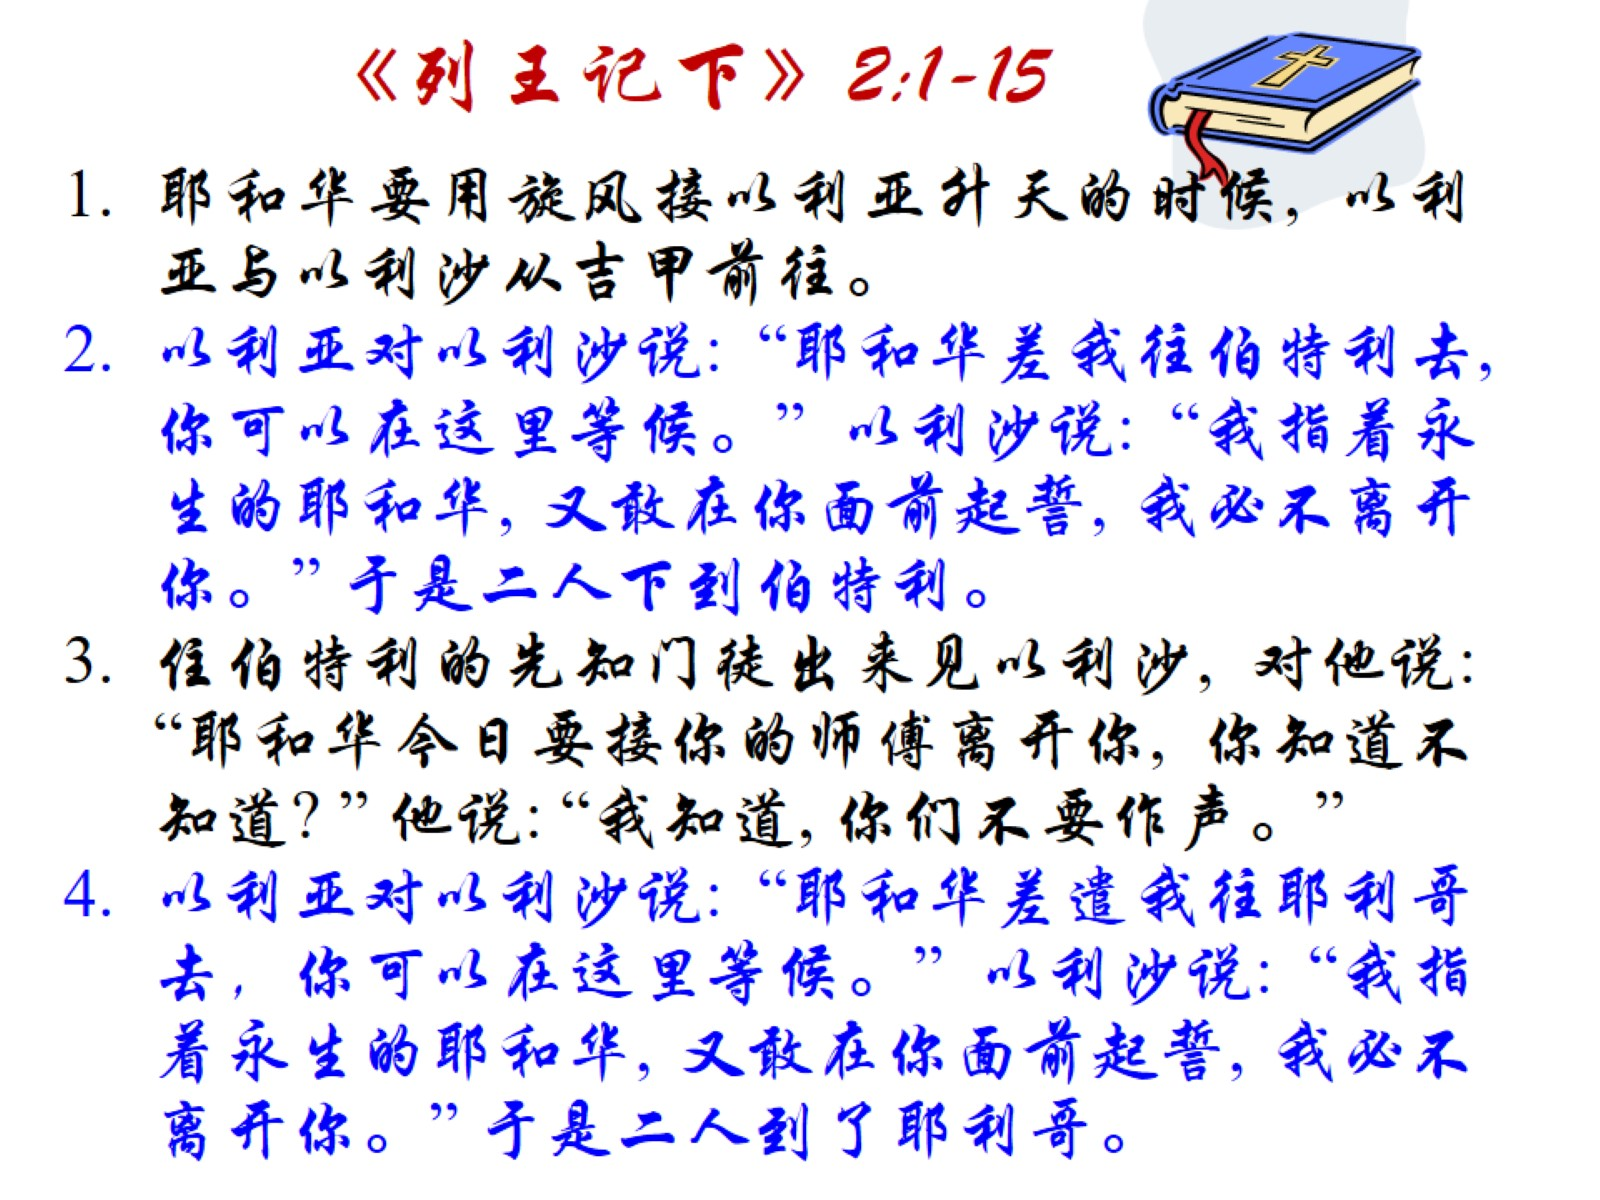 《列王记下》2:1-15
1. 耶和华要用旋风接以利亚升天的时候，以利
亚与以利沙从吉甲前往。
2. 以利亚对以利沙说：“耶和华差我往伯特利去，
你可以在这里等候。”以利沙说：“我指着永
生的耶和华，又敢在你面前起誓，我必不离开
你。”于是二人下到伯特利。
3. 住伯特利的先知门徒出来见以利沙，对他说：
“耶和华今日要接你的师傅离开你，你知道不
知道？”他说：“我知道，你们不要作声。”
4. 以利亚对以利沙说：“耶和华差遣我往耶利哥
去，你可以在这里等候。”以利沙说：“我指
着永生的耶和华，又敢在你面前起誓，我必不
离开你。”于是二人到了耶利哥。